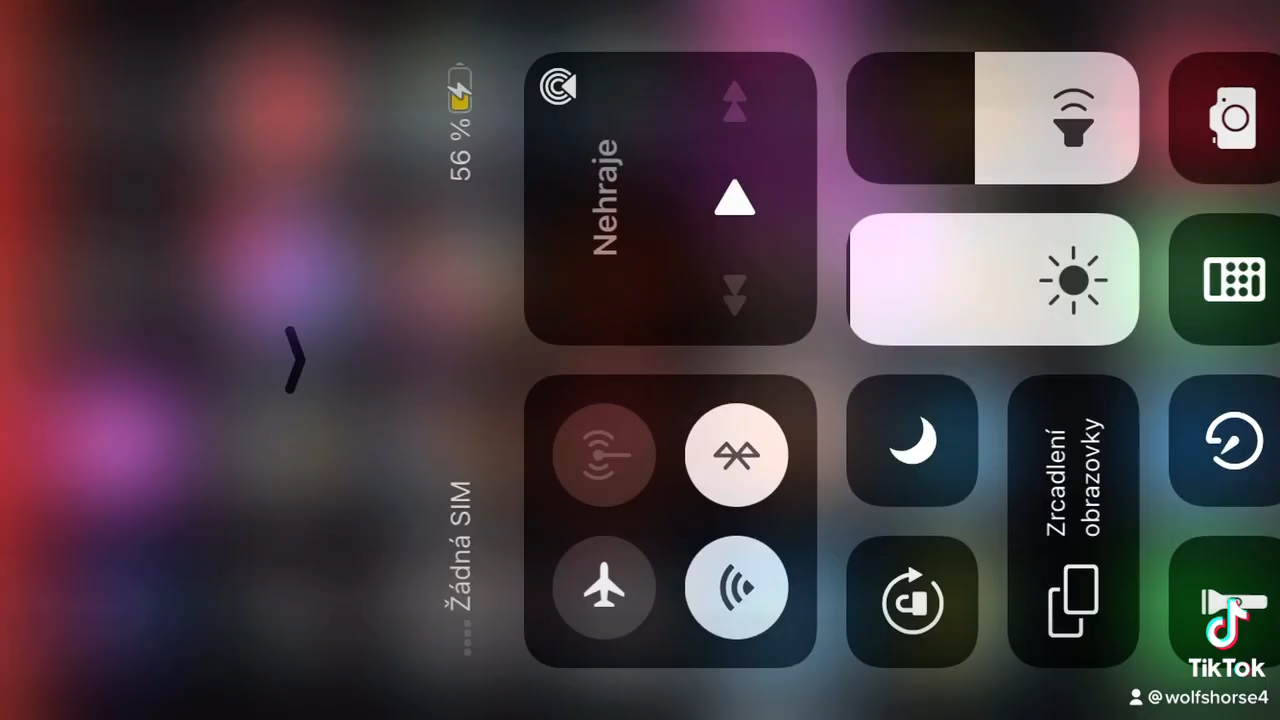 Žádná SIM
56 %
Nehraje
Zrcadlení
obrazovky
TikTok
@wolfshorse4